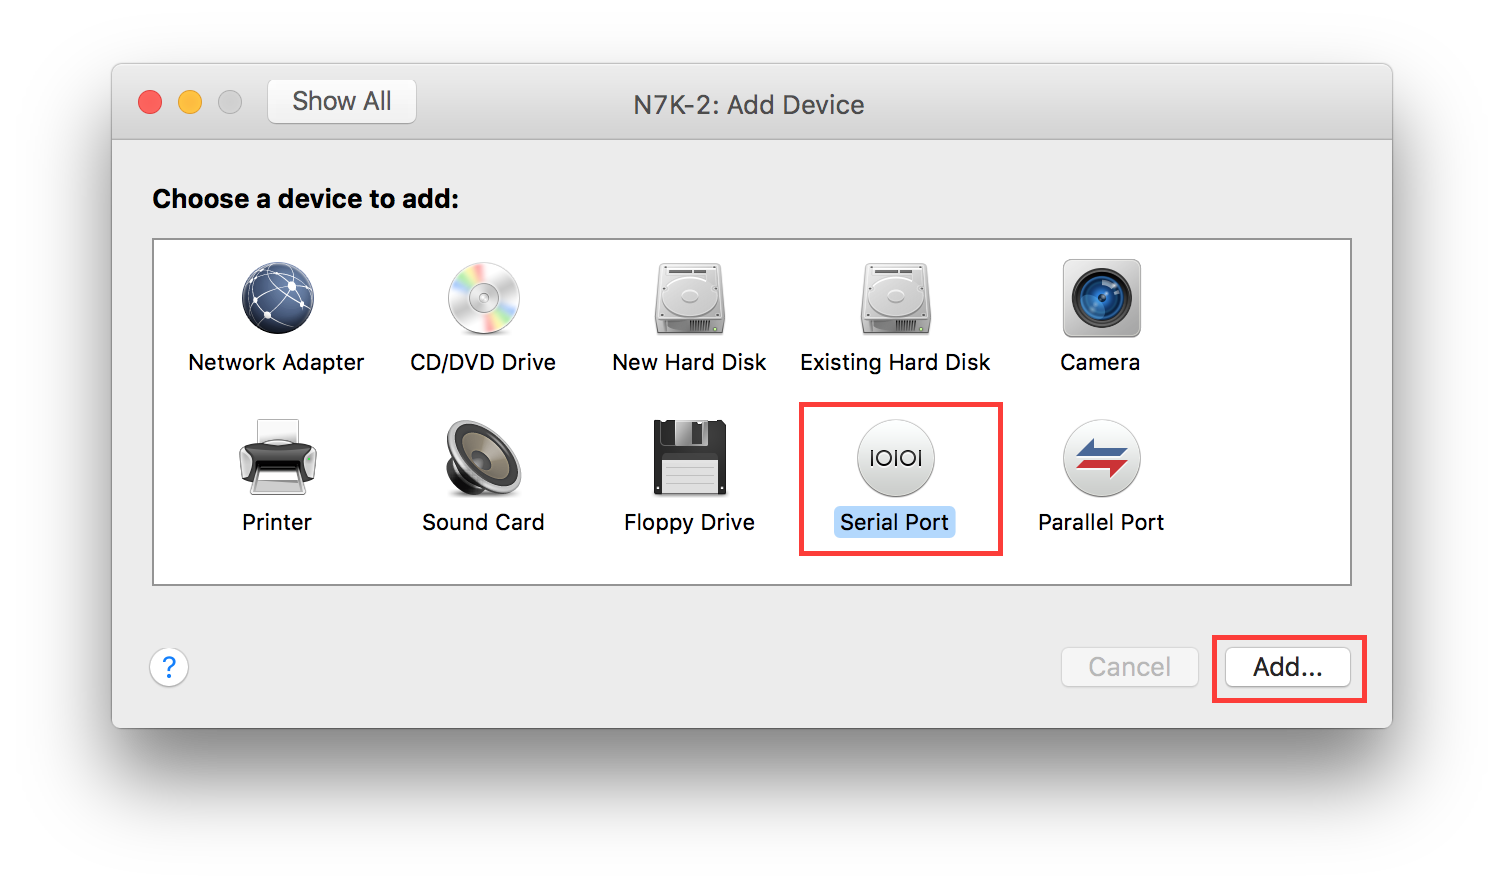 Show All
N7K-2: Add Device
Choose a device to add:
Network Adapter
CD/DVD Drive
New Hard Disk
Existing Hard Disk
Camera
IOIOI
Printer
Sound Card
Floppy Drive
Serial Port
Parallel Port
?
Cancel
Add...